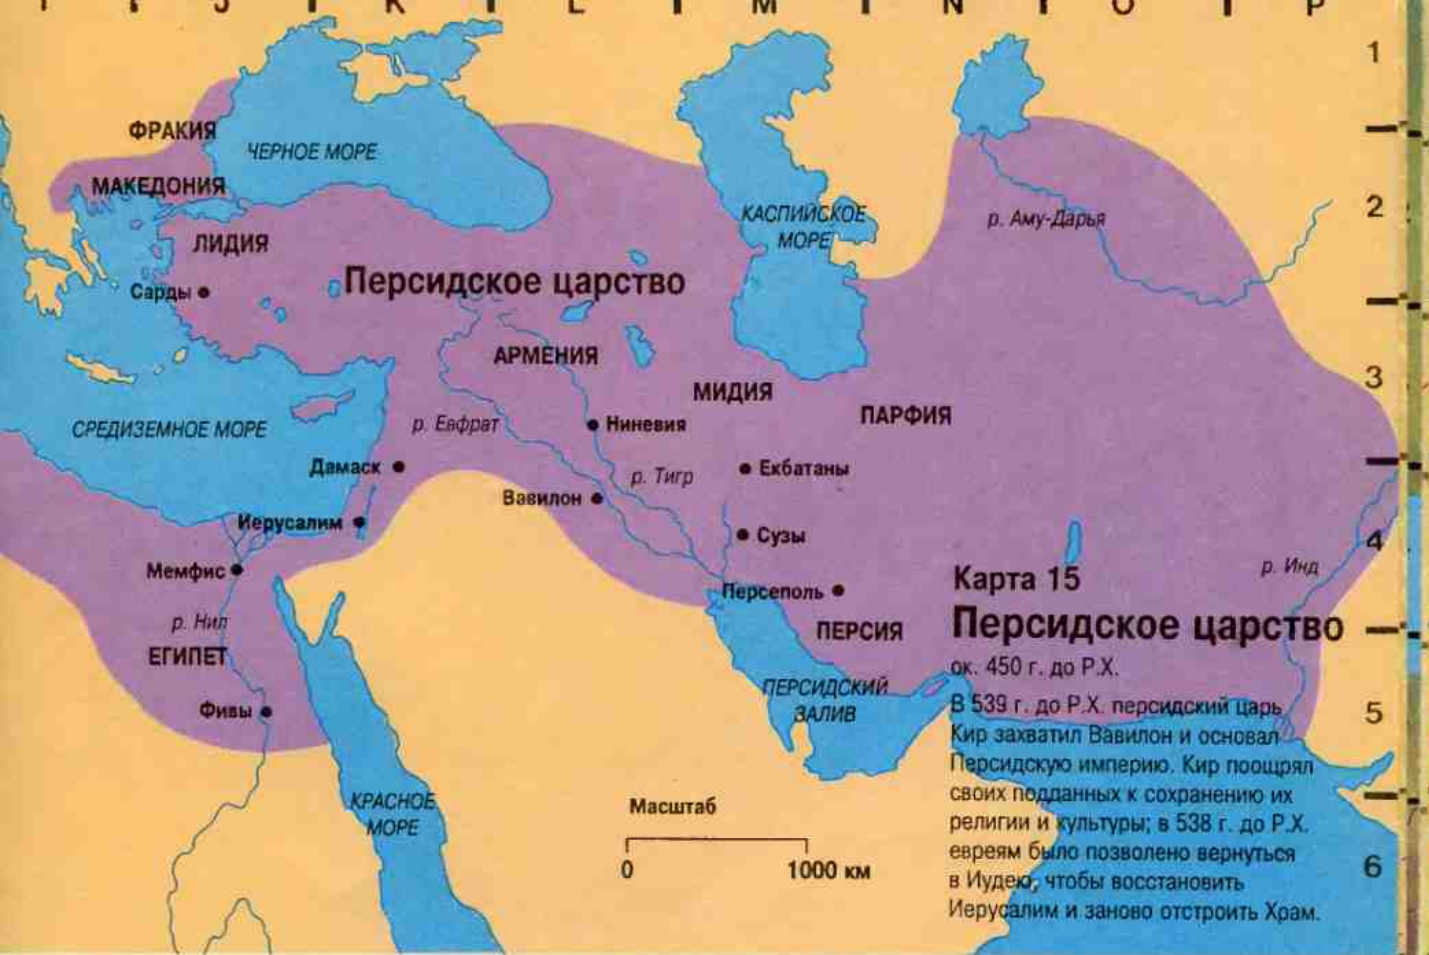 J
K
L
M
N
O
P
1
2
3
4
5
6
ФРАКИЯ
ЧЕРНОЕ МОРЕ
МАКЕДОНИЯ
ЛИДИЯ
Сарды
Персидское царство
КАСПИЙСКОЕ
МОРЕ
р. Аму-Дарья
АРМЕНИЯ
МИДИЯ
ПАРФИЯ
СРЕДИЗЕМНОЕ МОРЕ
р. Евфрат
Ниневия
Дамаск
р. Тигр
Екбатаны
Вавилон
Иерусалим
Сузы
Мемфис
Персеполь
р. Инд
р. Нил
ПЕРСИЯ
ЕГИПЕТ
Фивы
ПЕРСИДСКИЙ
ЗАЛИВ
КРАСНОЕ
МОРЕ
Масштаб
0 1000 км
Карта 15
Персидское царство
ок. 450 г. до Р.Х.
В 539 г. до Р.Х. персидский царь
Кир захватил Вавилон и основал
Персидскую империю. Кир поощрял
своих подданных к сохранению их
религии и культуры; в 538 г. до Р.Х.
евреям было позволено вернуться
в Иудею, чтобы восстановить
Иерусалим и заново отстроить Храм.